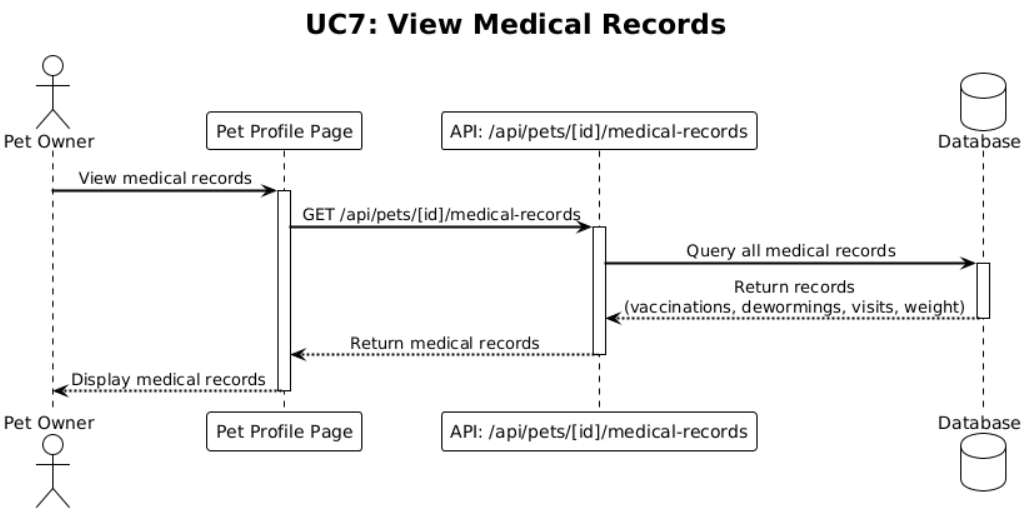 UC7: View Medical Records
Pet Owner
Pet Profile Page
API: /api/pets/[id]/medical-records
Database
View medical records
GET /api/pets/[id]/medical-records
Query all medical records
Return records
(vaccinations, dewormings, visits, weight)
Return medical records
Display medical records
Pet Owner
Pet Profile Page
API: /api/pets/[id]/medical-records
Database